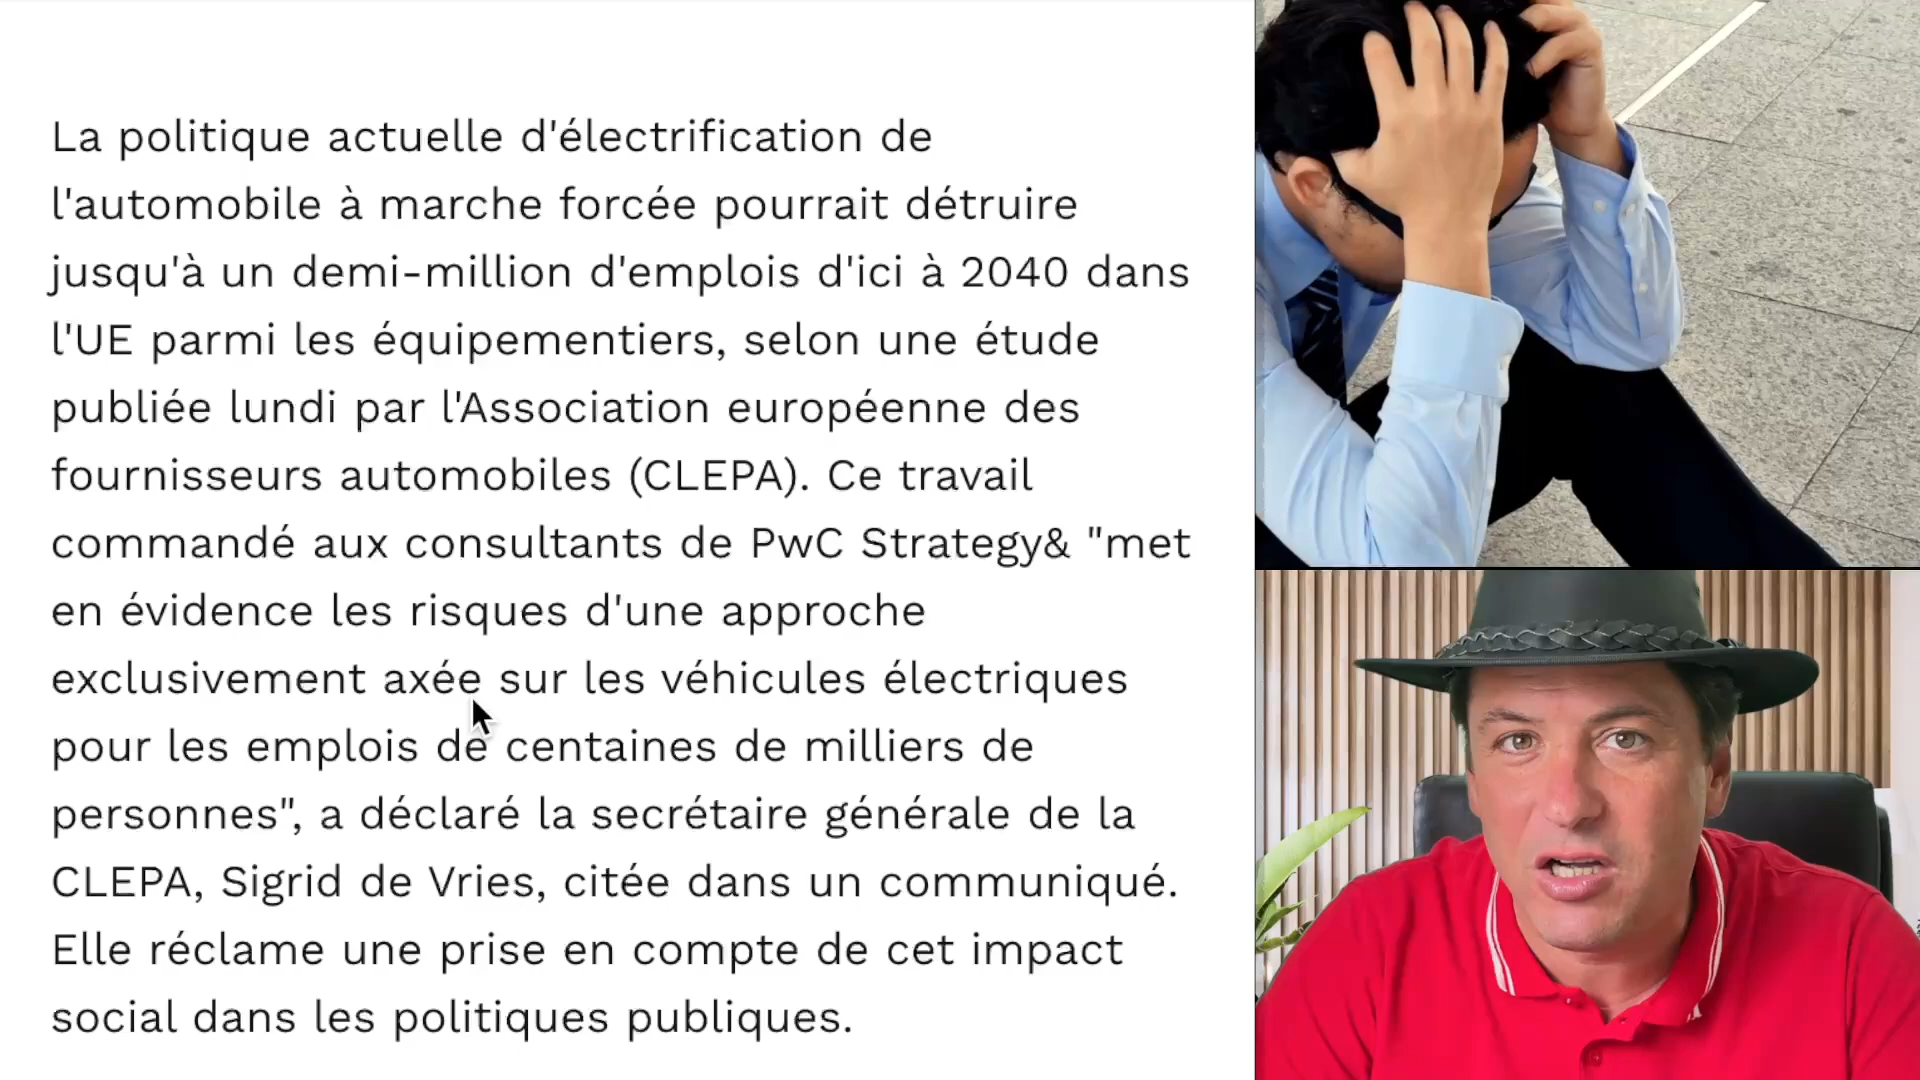 La politique actuelle d'électrification de
l'automobile à marche forcée pourrait détruire
jusqu'à un demi-million d'emplois d'ici à 2040 dans
l'UE parmi les équipementiers, selon une étude
publiée lundi par l'Association européenne des
fournisseurs automobiles (CLEPA). Ce travail
commandé aux consultants de PwC Strategy& "met
en évidence les risques d'une approche
exclusivement axée sur les véhicules électriques
pour les emplois de centaines de milliers de
personnes", a déclaré la secrétaire générale de la
CLEPA, Sigrid de Vries, citée dans un communiqué.
Elle réclame une prise en compte de cet impact
social dans les politiques publiques.